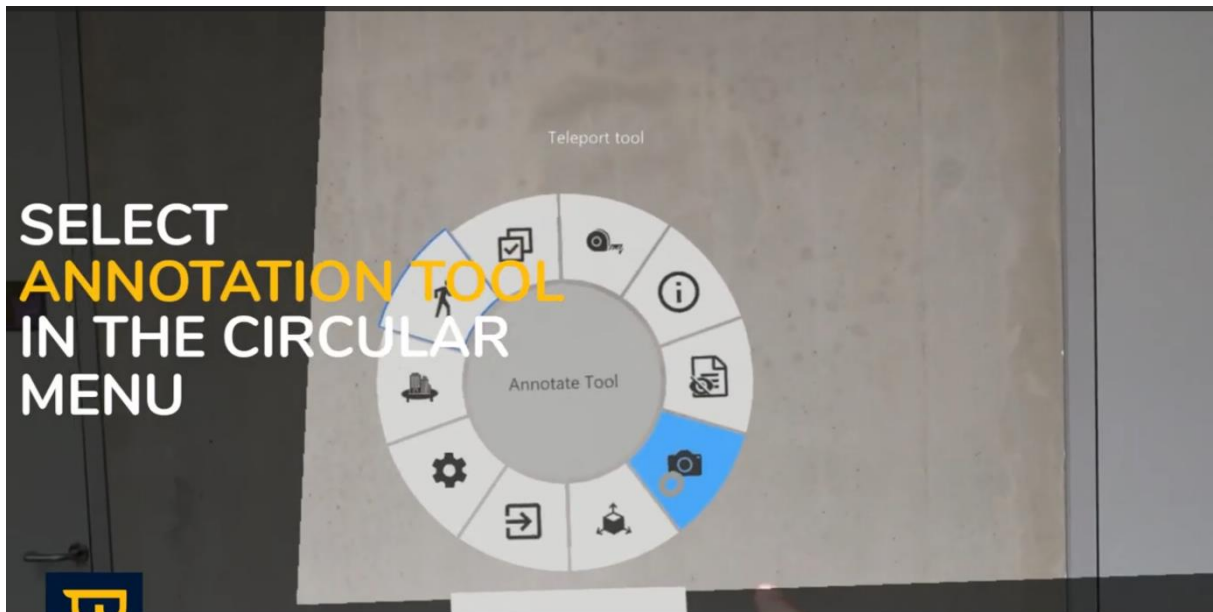 Teleport tool
SELECT
ANNOTATION TOOL
IN THE CIRCULAR
MENU
Annotate Tool